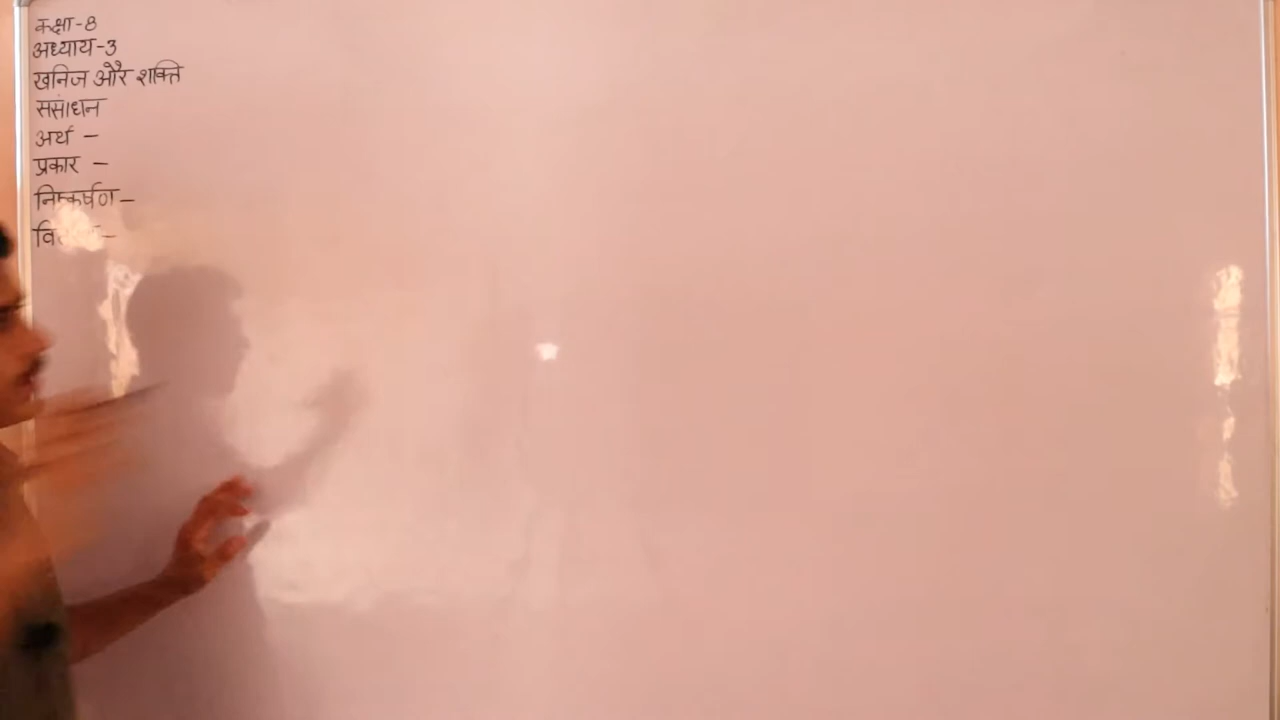 कक्षा-8
अध्याय-3
खनिज और शक्ति
संसाधन
अर्थ -
प्रकार -
निष्कर्षण -